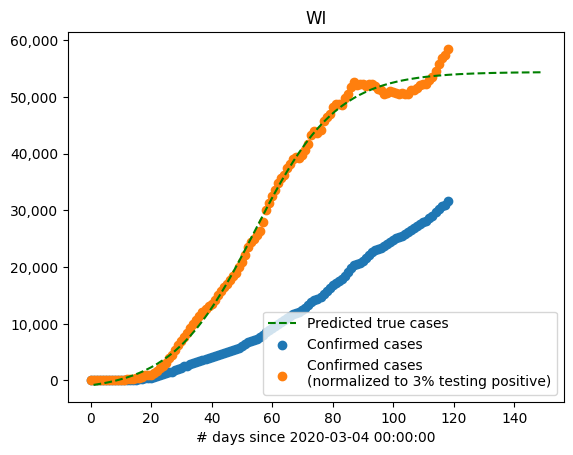 WI
60,000
50,000
40,000
30,000
20,000
10,000
0
Predicted true cases
Confirmed cases
Confirmed cases
(normalized to 3% testing positive)
0 20 40 60 80 100 120 140
# days since 2020-03-04 00:00:00